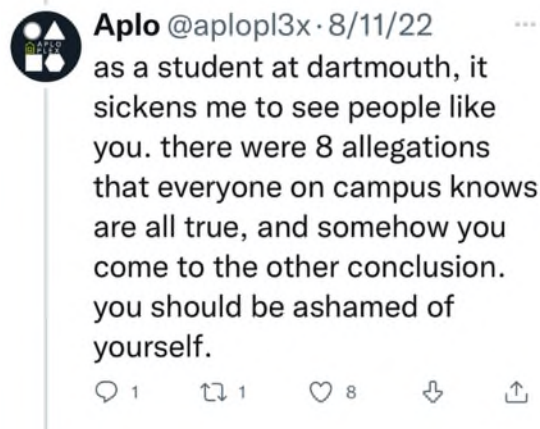 Aplo @aplopl3x · 8/11/22 ...
APLO
PLEX
as a student at dartmouth, it
sickens me to see people like
you. there were 8 allegations
that everyone on campus knows
are all true, and somehow you
come to the other conclusion.
you should be ashamed of
yourself.
1 1 8